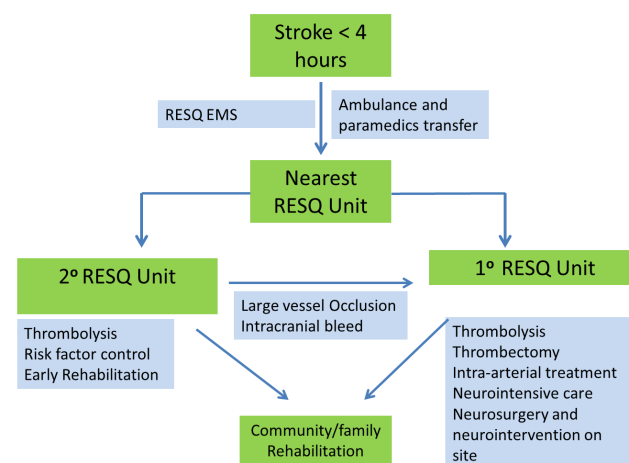 Stroke < 4
hours
RESQ EMS
Ambulance and
paramedics transfer
Nearest
RESQ Unit
2º RESQ Unit
1º RESQ Unit
Large vessel Occlusion
Intracranial bleed
Thrombolysis
Risk factor control
Early Rehabilitation
Thrombolysis
Thrombectomy
Intra-arterial treatment
Neurointensive care
Neurosurgery and
neurointervention on
site
Community/family
Rehabilitation